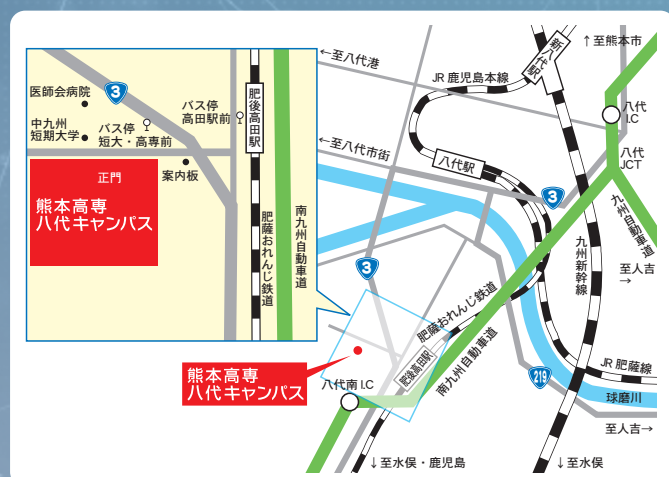 医師会病院
3
中九州
短期大学
バス停
短大・高専前
バス停
高田駅前
肥後高田駅
正門
案内板
熊本高専
八代キャンパス
肥薩おれんじ鉄道
南九州自動車道
←至八代港
JR 鹿児島本線
新八代駅
↑至熊本市
八代
I.C
←至八代市街
八代駅
八代
JCT
3
九州自動車道
九州新幹線
至人吉
→
3
肥薩おれんじ鉄道
肥後高田駅
南九州自動車道
熊本高専
八代キャンパス
八代南 I.C
219
JR 肥薩線
球磨川
至人吉→
↓至水俣・鹿児島
↓至水俣